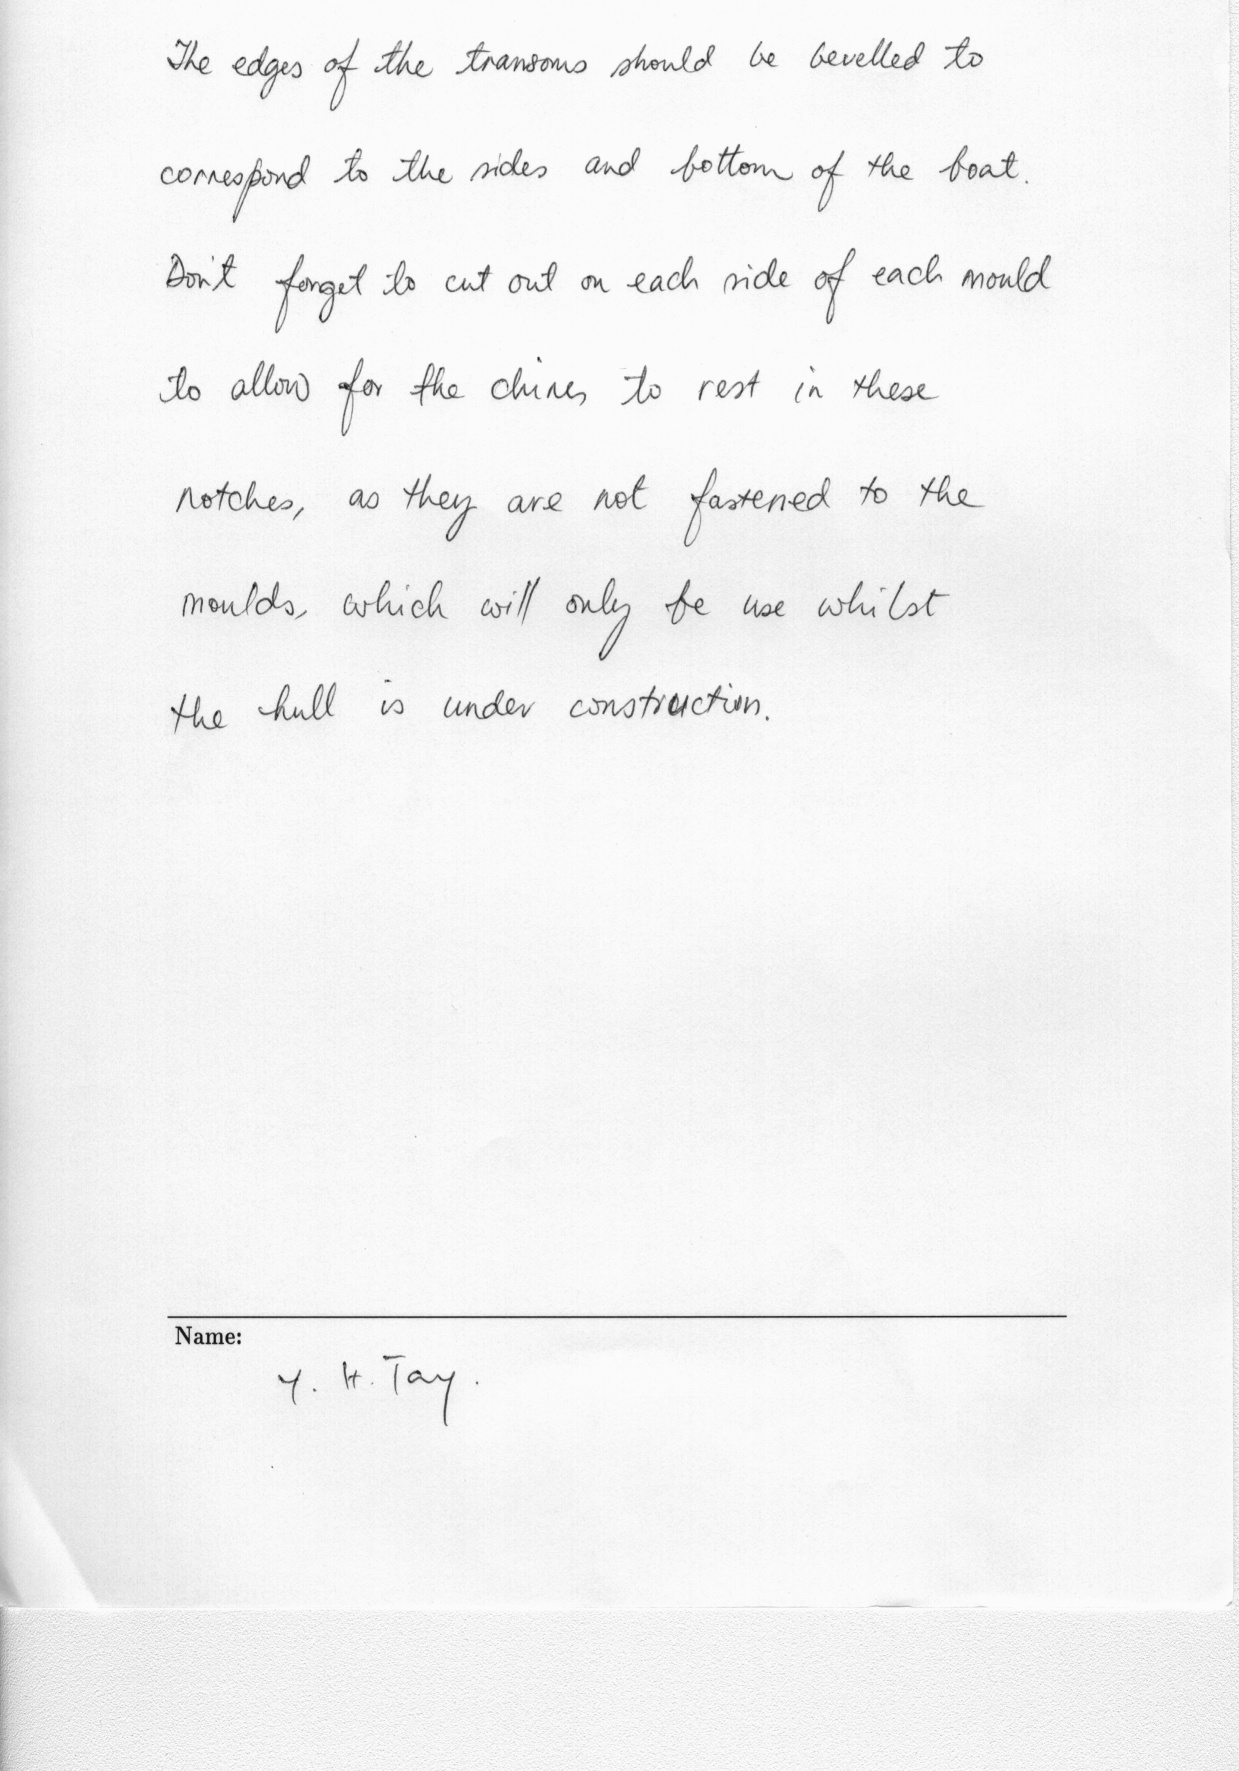 The edges of the transoms should be bevelled to
correspond to the sides and bottom of the boat.
Don't forget to cut out on each side of each mould
to allow for the chines to rest in these
notches, as they are not fastened to the
moulds, which will only be use whilst
the hull is under construction.
Name:
Y. H. Tay.